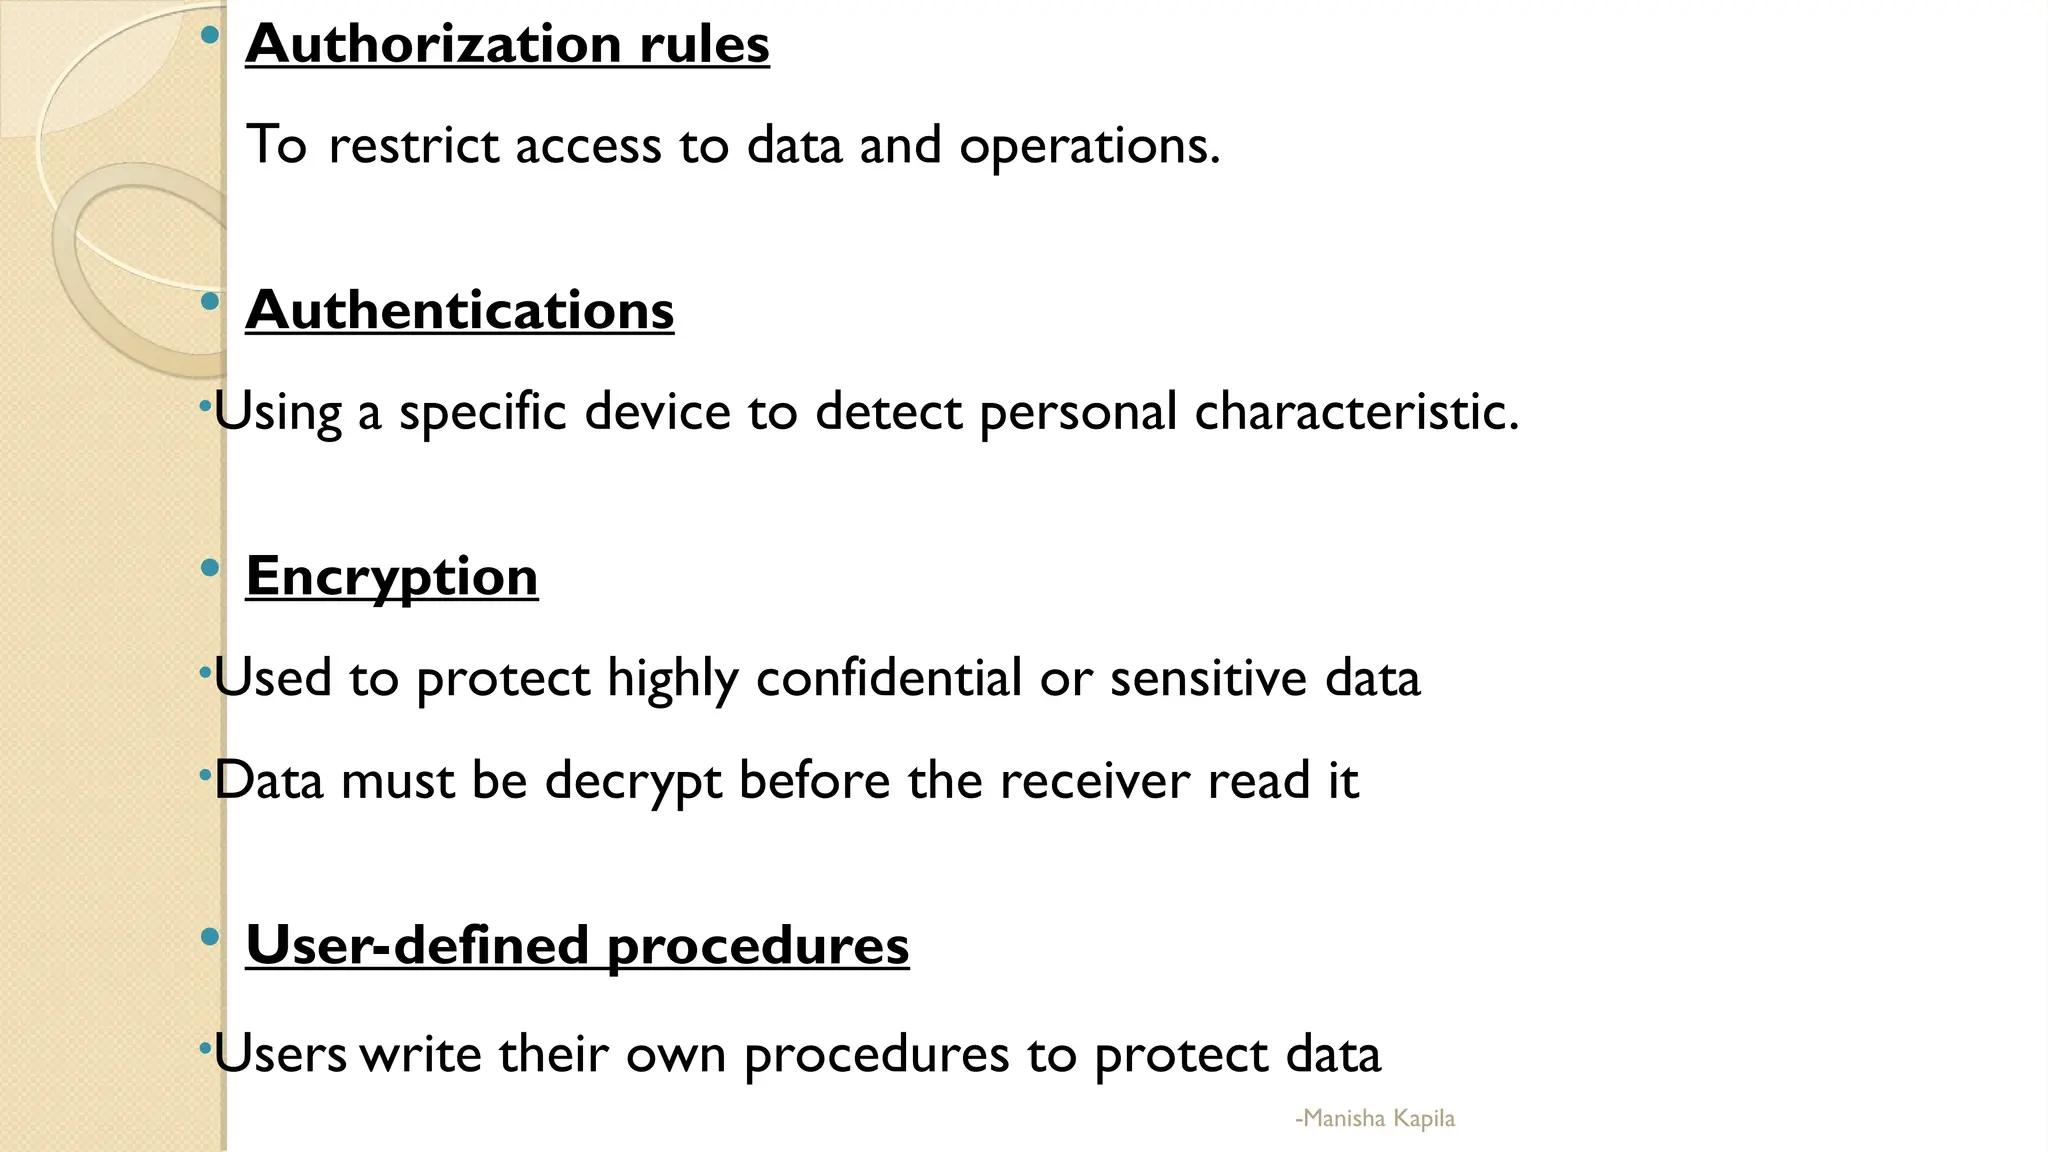 • Authorization rules
To restrict access to data and operations.
• Authentications
•Using a specific device to detect personal characteristic.
• Encryption
•Used to protect highly confidential or sensitive data
•Data must be decrypt before the receiver read it
• User-defined procedures
•Users write their own procedures to protect data
-Manisha Kapila